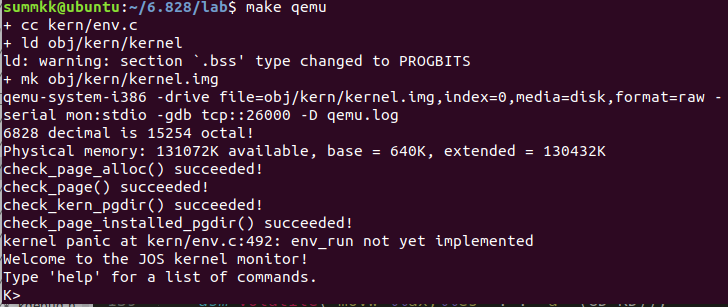 summkk@ubuntu:~/6.828/lab$ make qemu
+ cc kern/env.c
+ ld obj/kern/kernel
ld: warning: section `.bss' type changed to PROGBITS
+ mk obj/kern/kernel.img
qemu-system-i386 -drive file=obj/kern/kernel.img,index=0,media=disk,format=raw -
serial mon:stdio -gdb tcp::26000 -D qemu.log
6828 decimal is 15254 octal!
Physical memory: 131072K available, base = 640K, extended = 130432K
check_page_alloc() succeeded!
check_page() succeeded!
check_kern_pgdir() succeeded!
check_page_installed_pgdir() succeeded!
kernel panic at kern/env.c:492: env_run not yet implemented
Welcome to the JOS kernel monitor!
Type 'help' for a list of commands.
K>